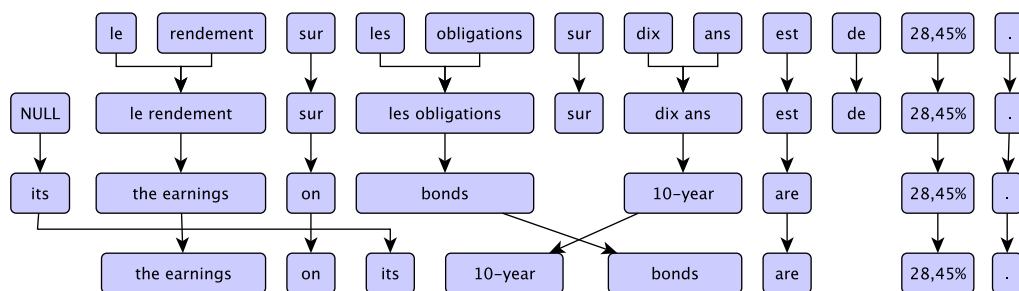 le rendement sur les obligations sur dix ans est de 28,45% .
NULL le rendement sur les obligations sur dix ans est de 28,45% .
its the earnings on bonds 10-year are 28,45% .
the earnings on its 10-year bonds are 28,45% .